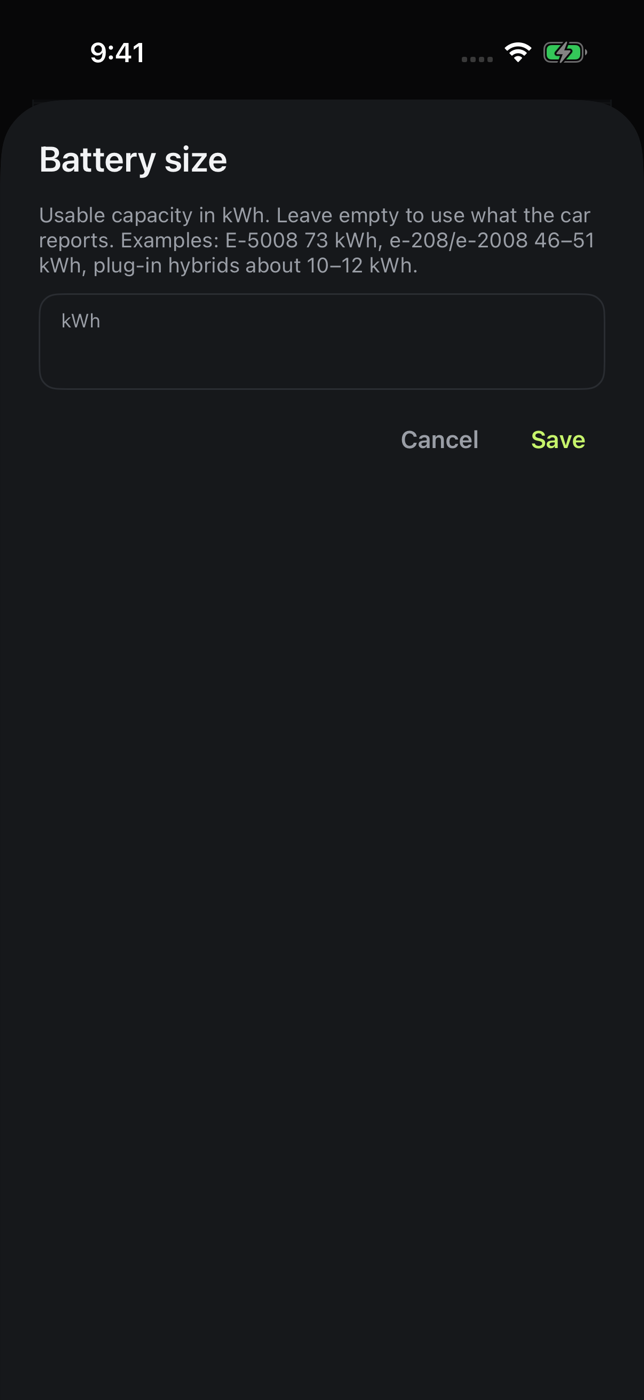 9:41
Battery size
Usable capacity in kWh. Leave empty to use what the car
reports. Examples: E-5008 73 kWh, e-208/e-2008 46–51
kWh, plug-in hybrids about 10–12 kWh.
kWh
Cancel Save